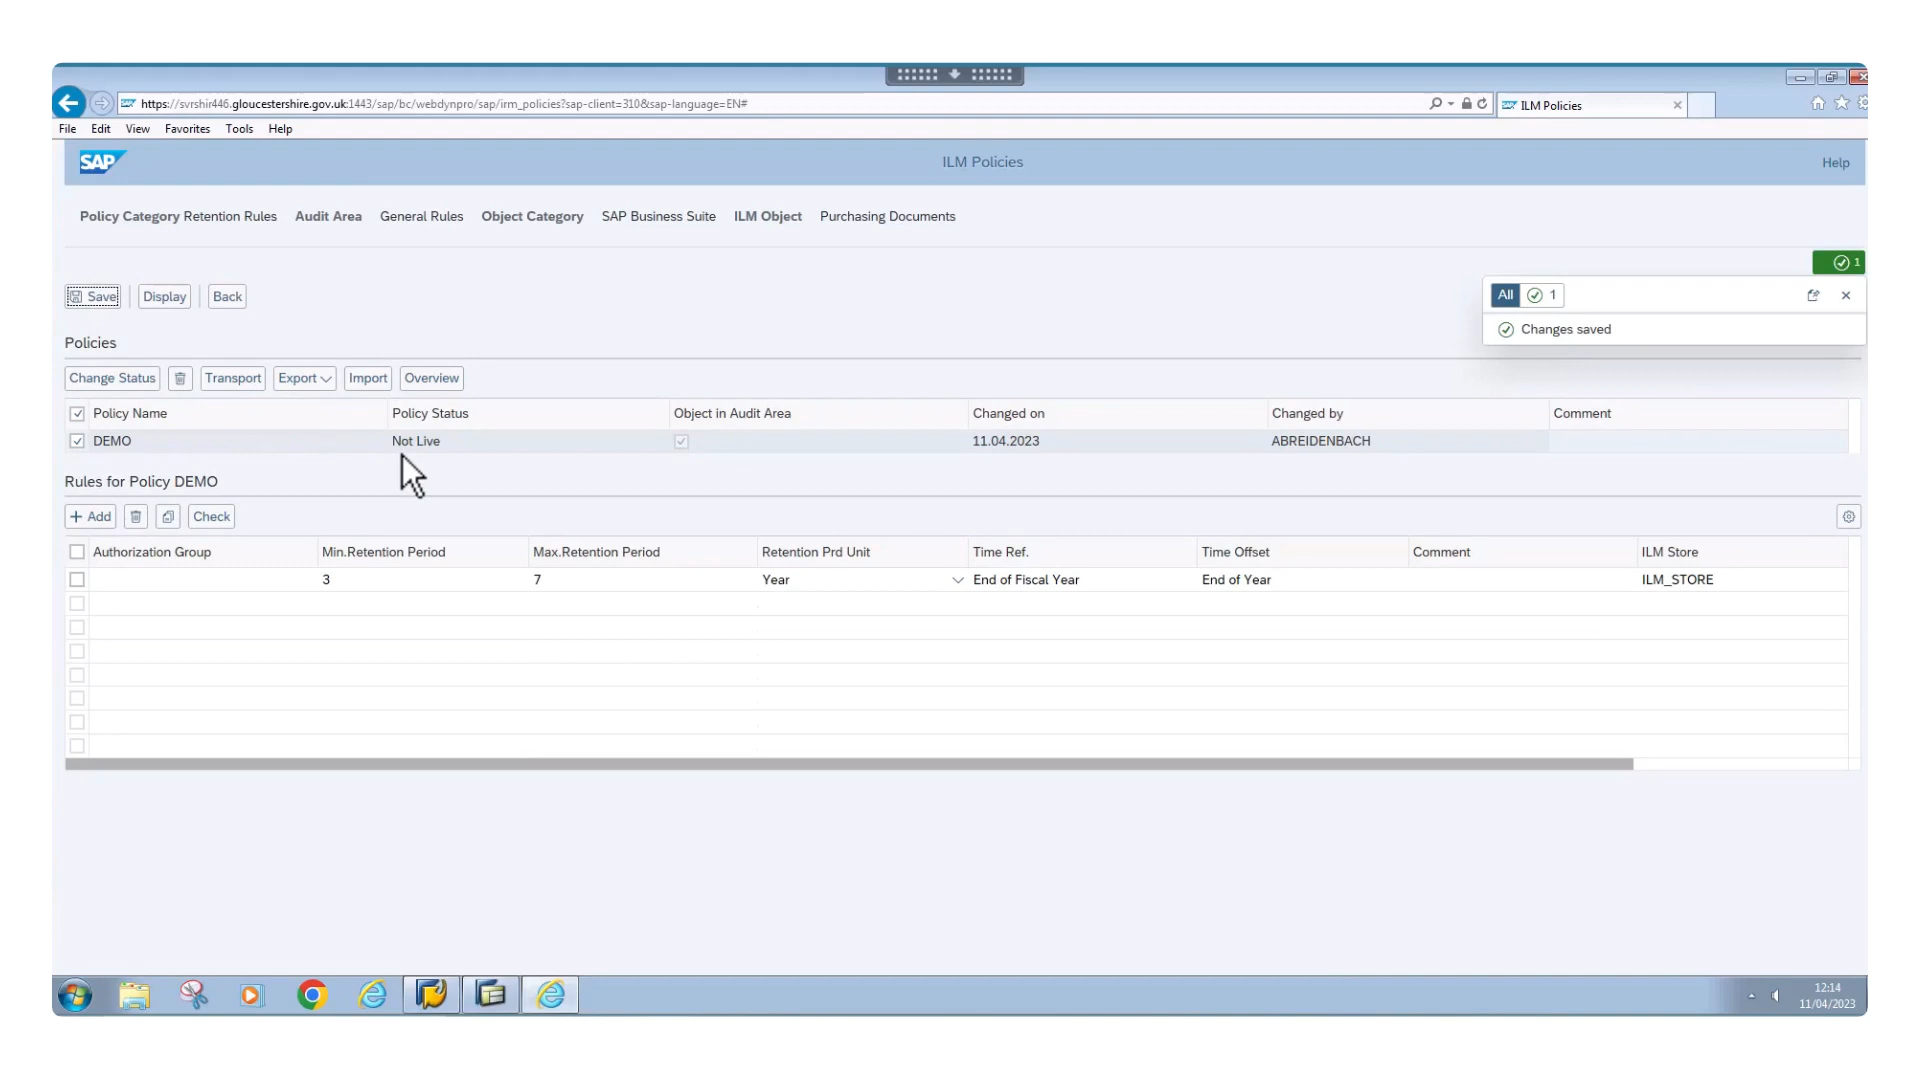 https://svrshir446.gloucestershire.gov.uk:1443/sap/bc/webdynpro/sap/irm_policies?sap-client=310&sap-language=EN#
ILM Policies
File Edit View Favorites Tools Help
SAP ILM Policies Help
Policy Category Retention Rules Audit Area General Rules Object Category SAP Business Suite ILM Object Purchasing Documents
1
Save Display Back
All 1
Changes saved
Policies
Change Status Transport Export Import Overview
Policy Name Policy Status Object in Audit Area Changed on Changed by Comment
DEMO Not Live 11.04.2023 ABREIDENBACH
Rules for Policy DEMO
+ Add Check
Authorization Group Min.Retention Period Max.Retention Period Retention Prd Unit Time Ref. Time Offset Comment ILM Store
3 7 Year End of Fiscal Year End of Year ILM_STORE
12:14
11/04/2023